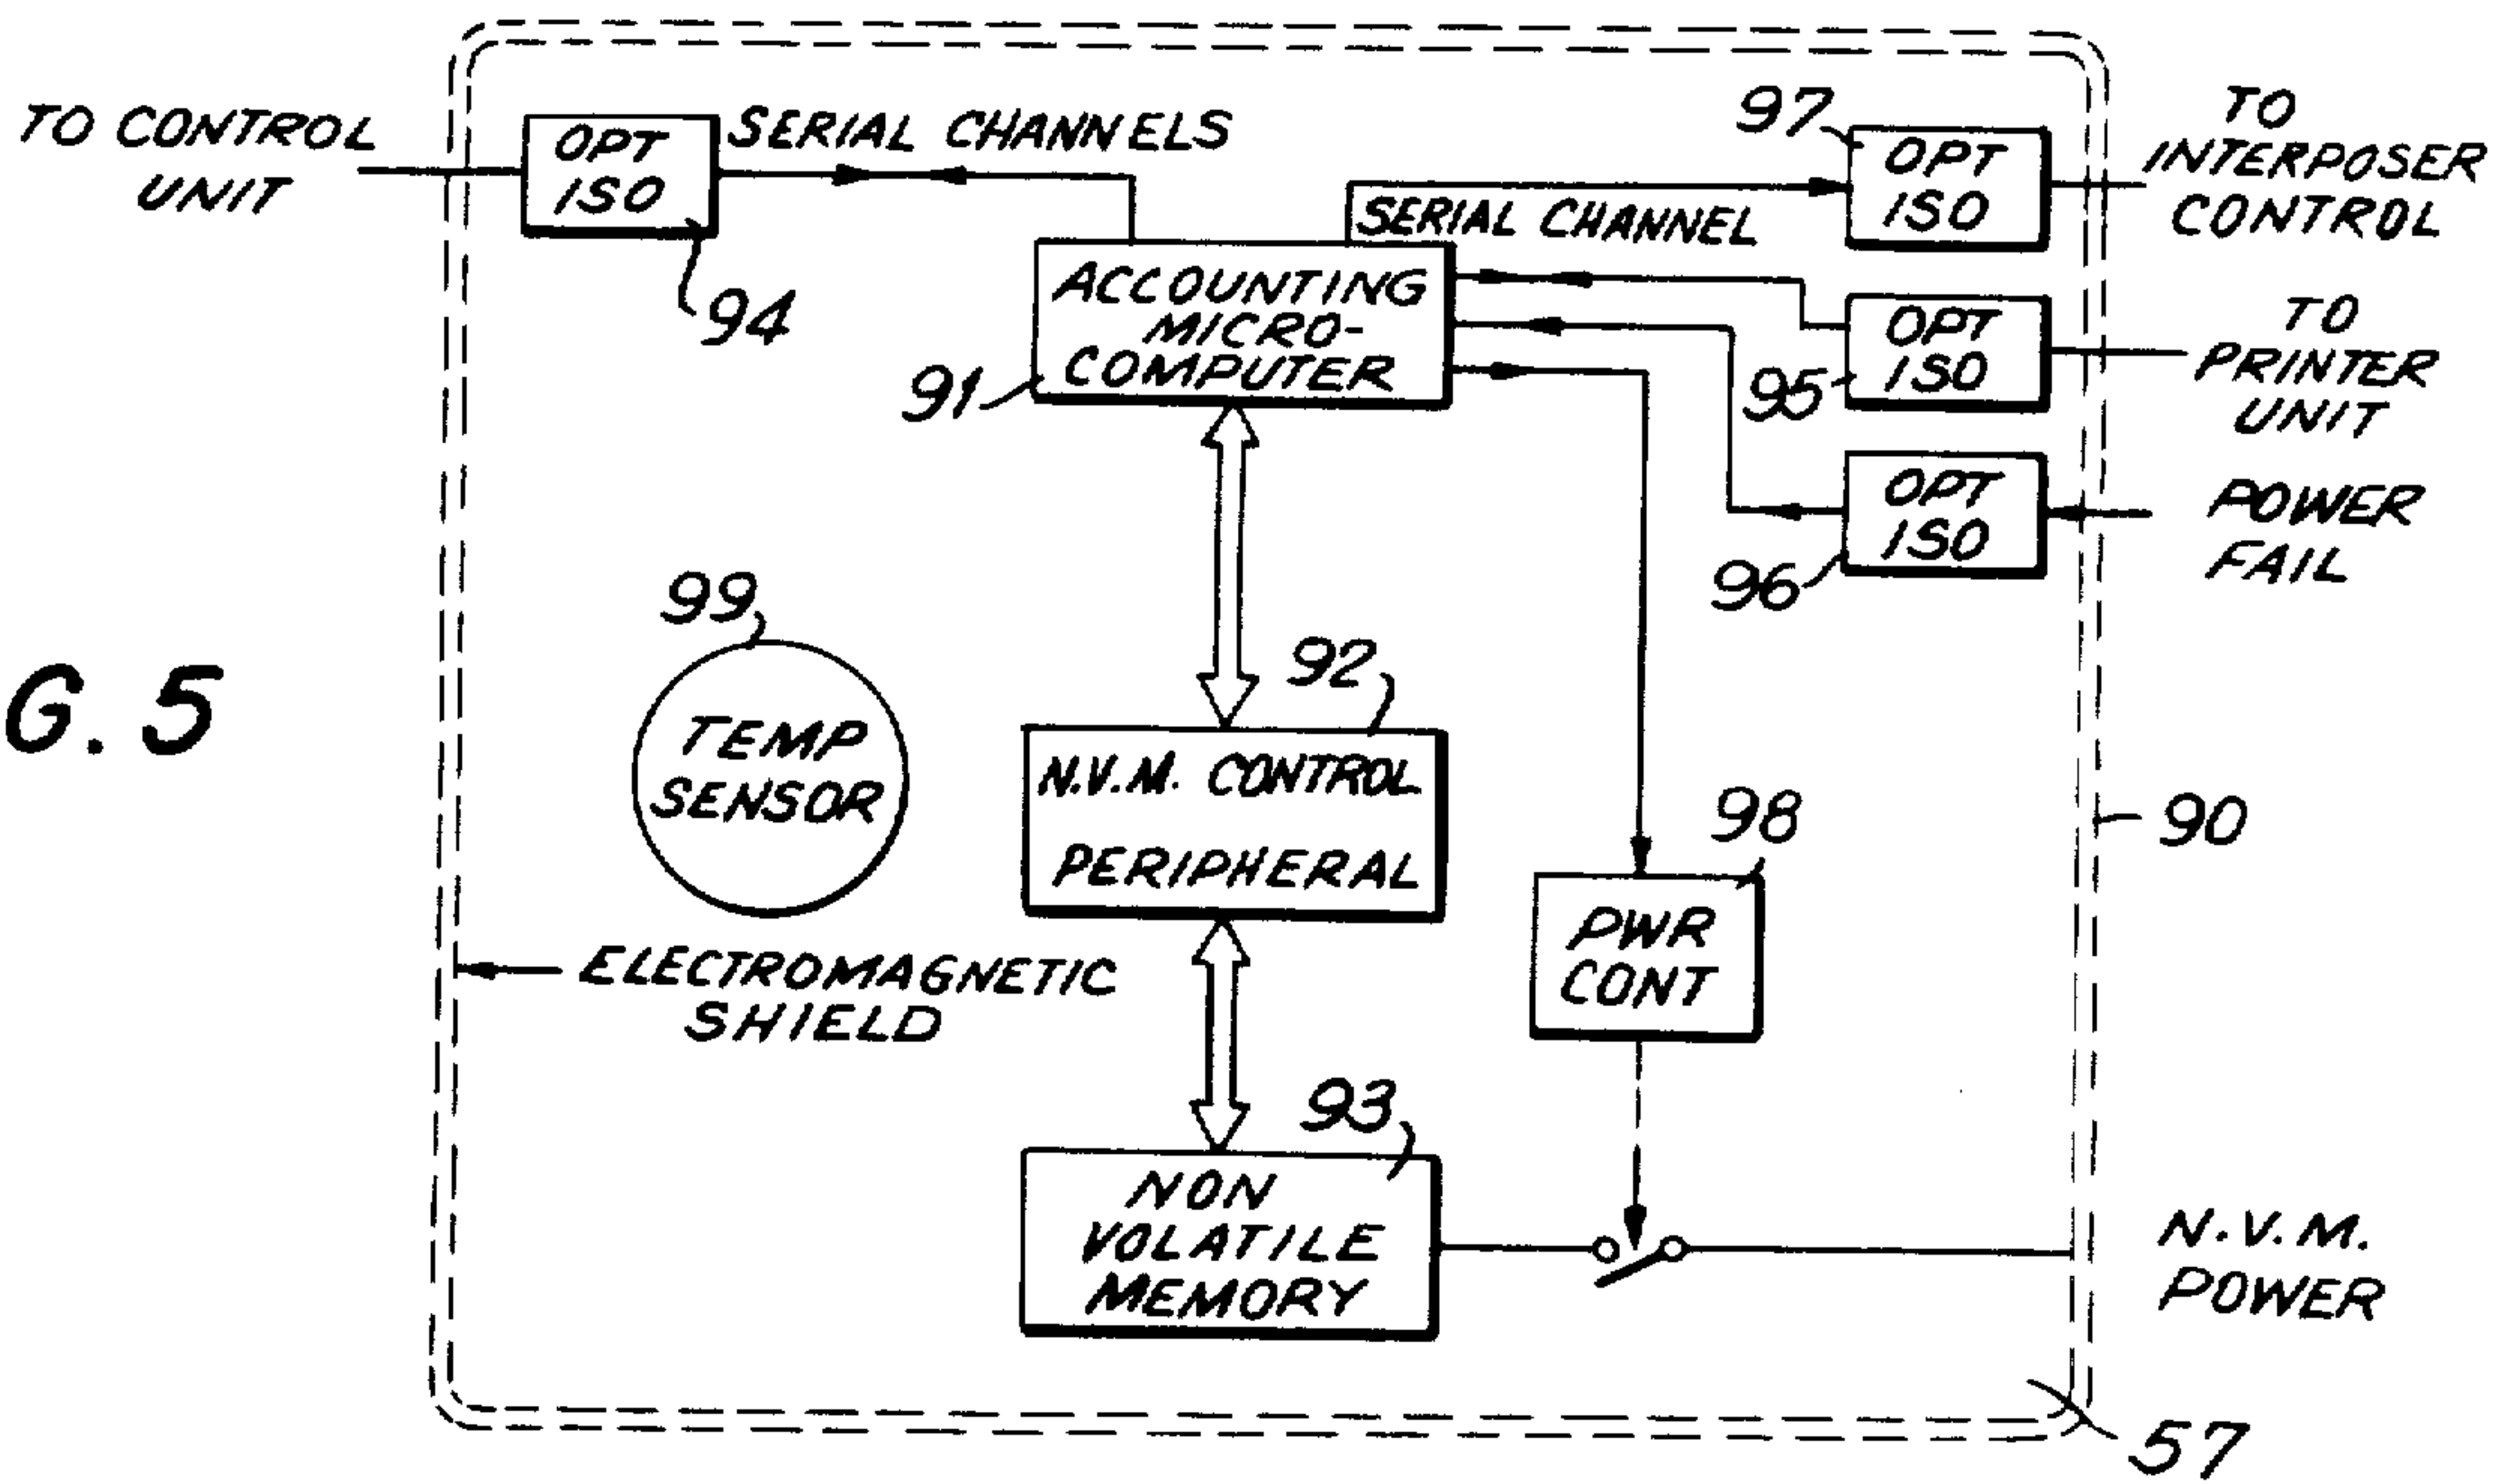 TO CONTROL
UNIT
OPT
ISO
94
SERIAL CHANNELS
97
OPT
ISO
TO
INTERPOSER
CONTROL
SERIAL CHANNEL
ACCOUNTING
MICRO-
COMPUTER
91
95
OPT
ISO
TO
PRINTER
UNIT
96
OPT
ISO
POWER
FAIL
G. 5
99
TEMP
SENSOR
92
N.V.M. CONTROL
PERIPHERAL
98
PWR
CONT
90
ELECTROMAGNETIC
SHIELD
93
NON
VOLATILE
MEMORY
N.V.M.
POWER
57